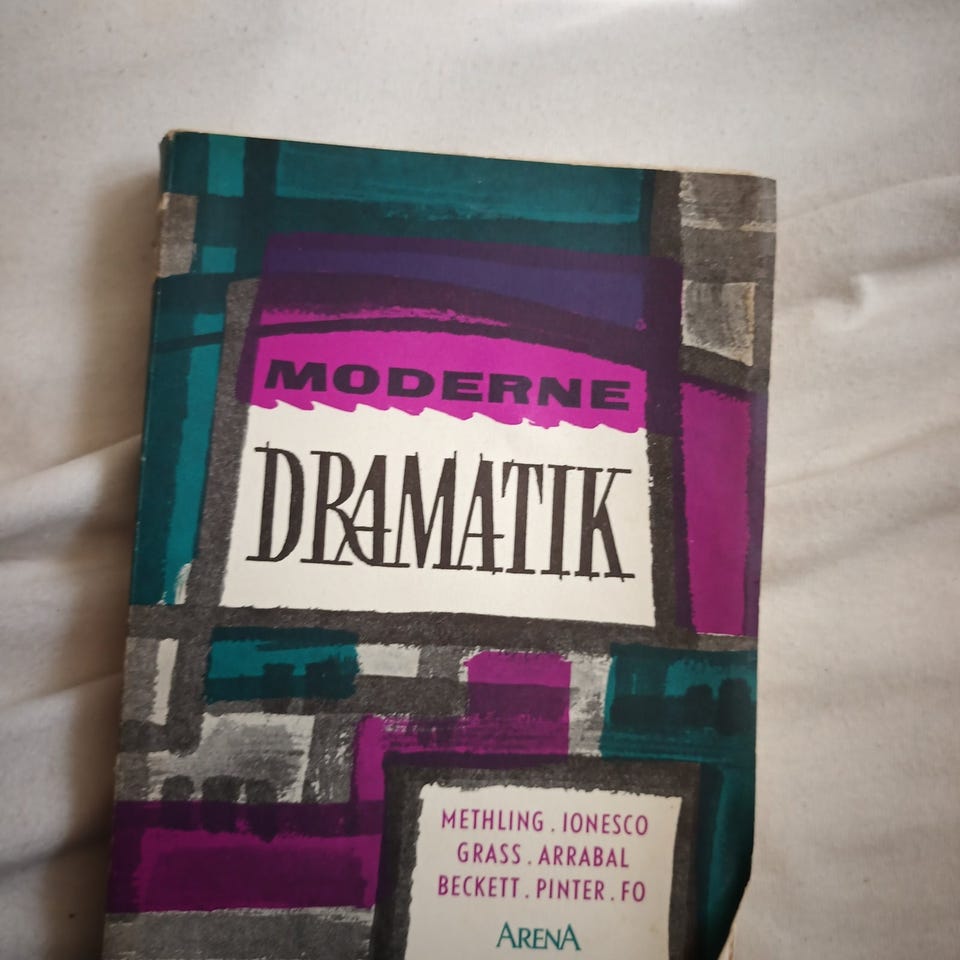 MODERNE
DRAMATIK
METHLING . IONESCO
GRASS . ARRABAL
BECKETT . PINTER . FO
ARENA